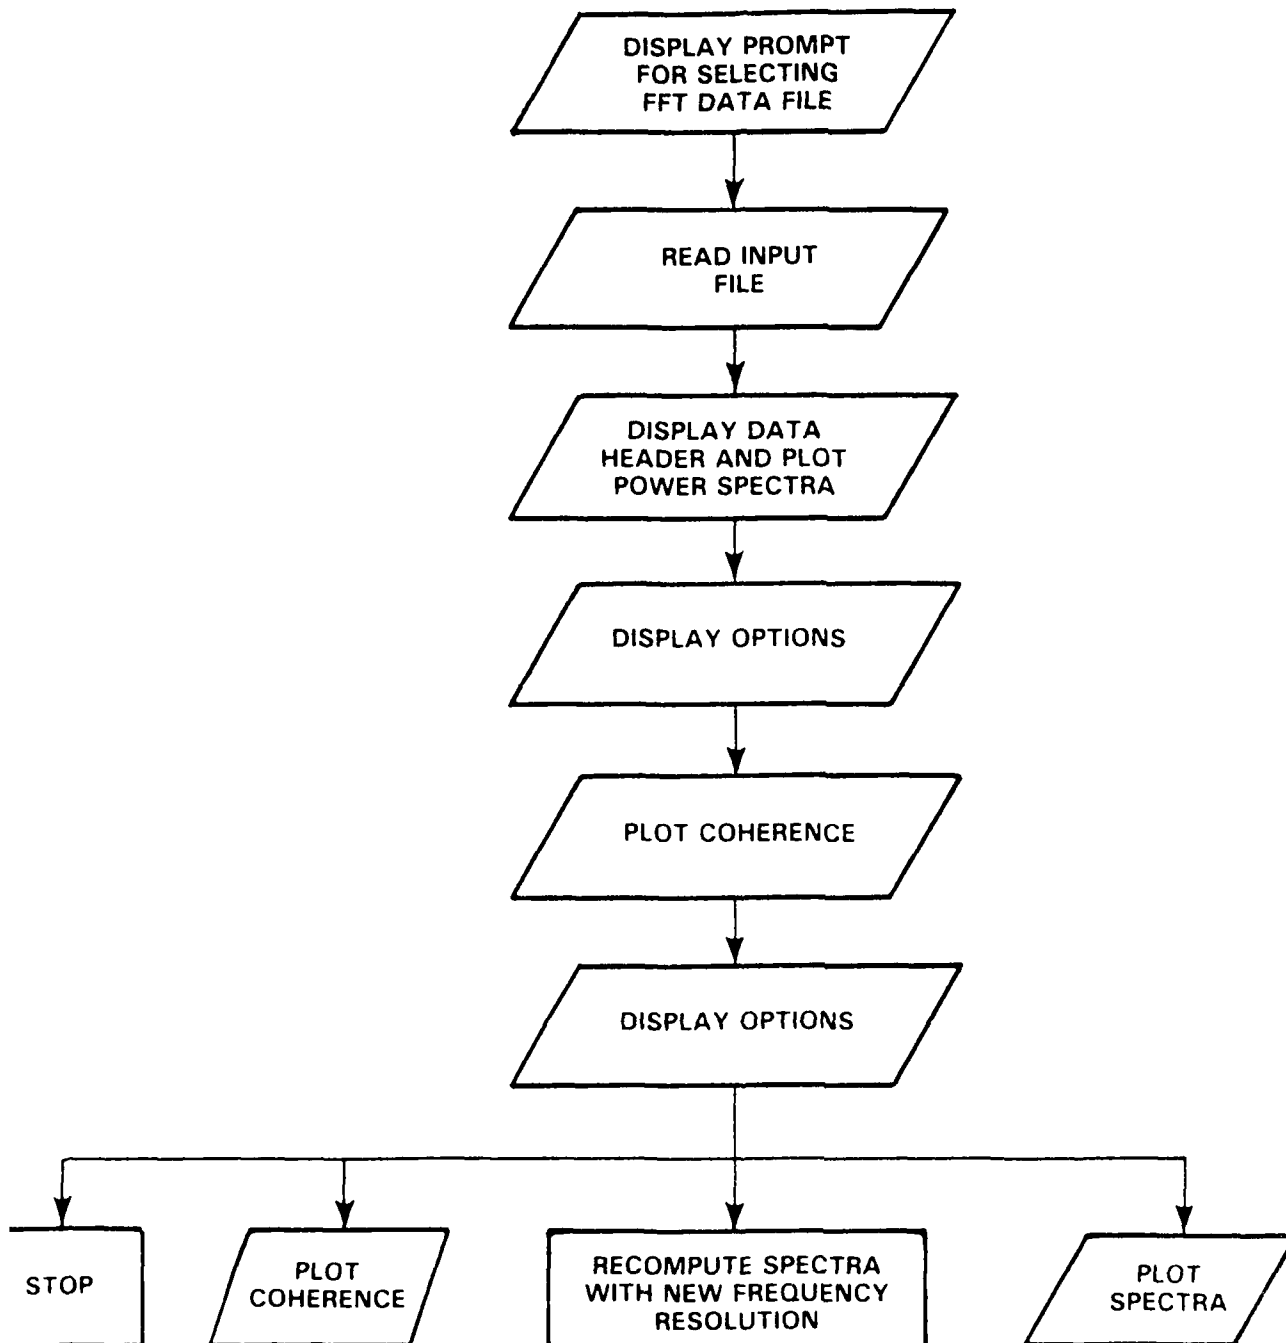 DISPLAY PROMPT
FOR SELECTING
FFT DATA FILE
READ INPUT
FILE
DISPLAY DATA
HEADER AND PLOT
POWER SPECTRA
DISPLAY OPTIONS
PLOT COHERENCE
DISPLAY OPTIONS
STOP
PLOT
COHERENCE
RECOMPUTE SPECTRA
WITH NEW FREQUENCY
RESOLUTION
PLOT
SPECTRA